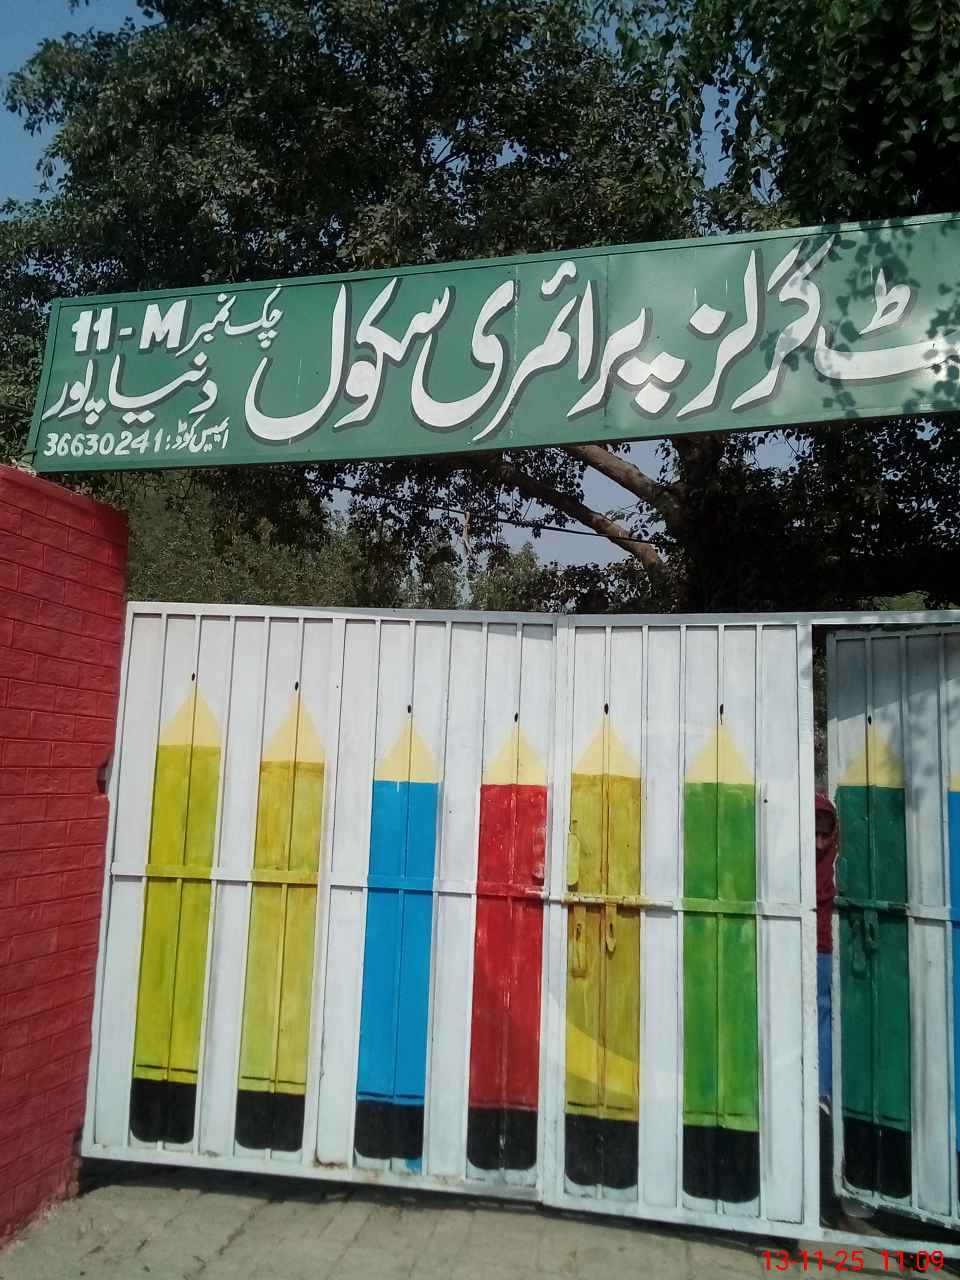 ٹ گرلز پرائمری سکول
چک نمبر 11-M
دنیا پور
ایمیس کوڈ: 36630241
13-11-25 11:09